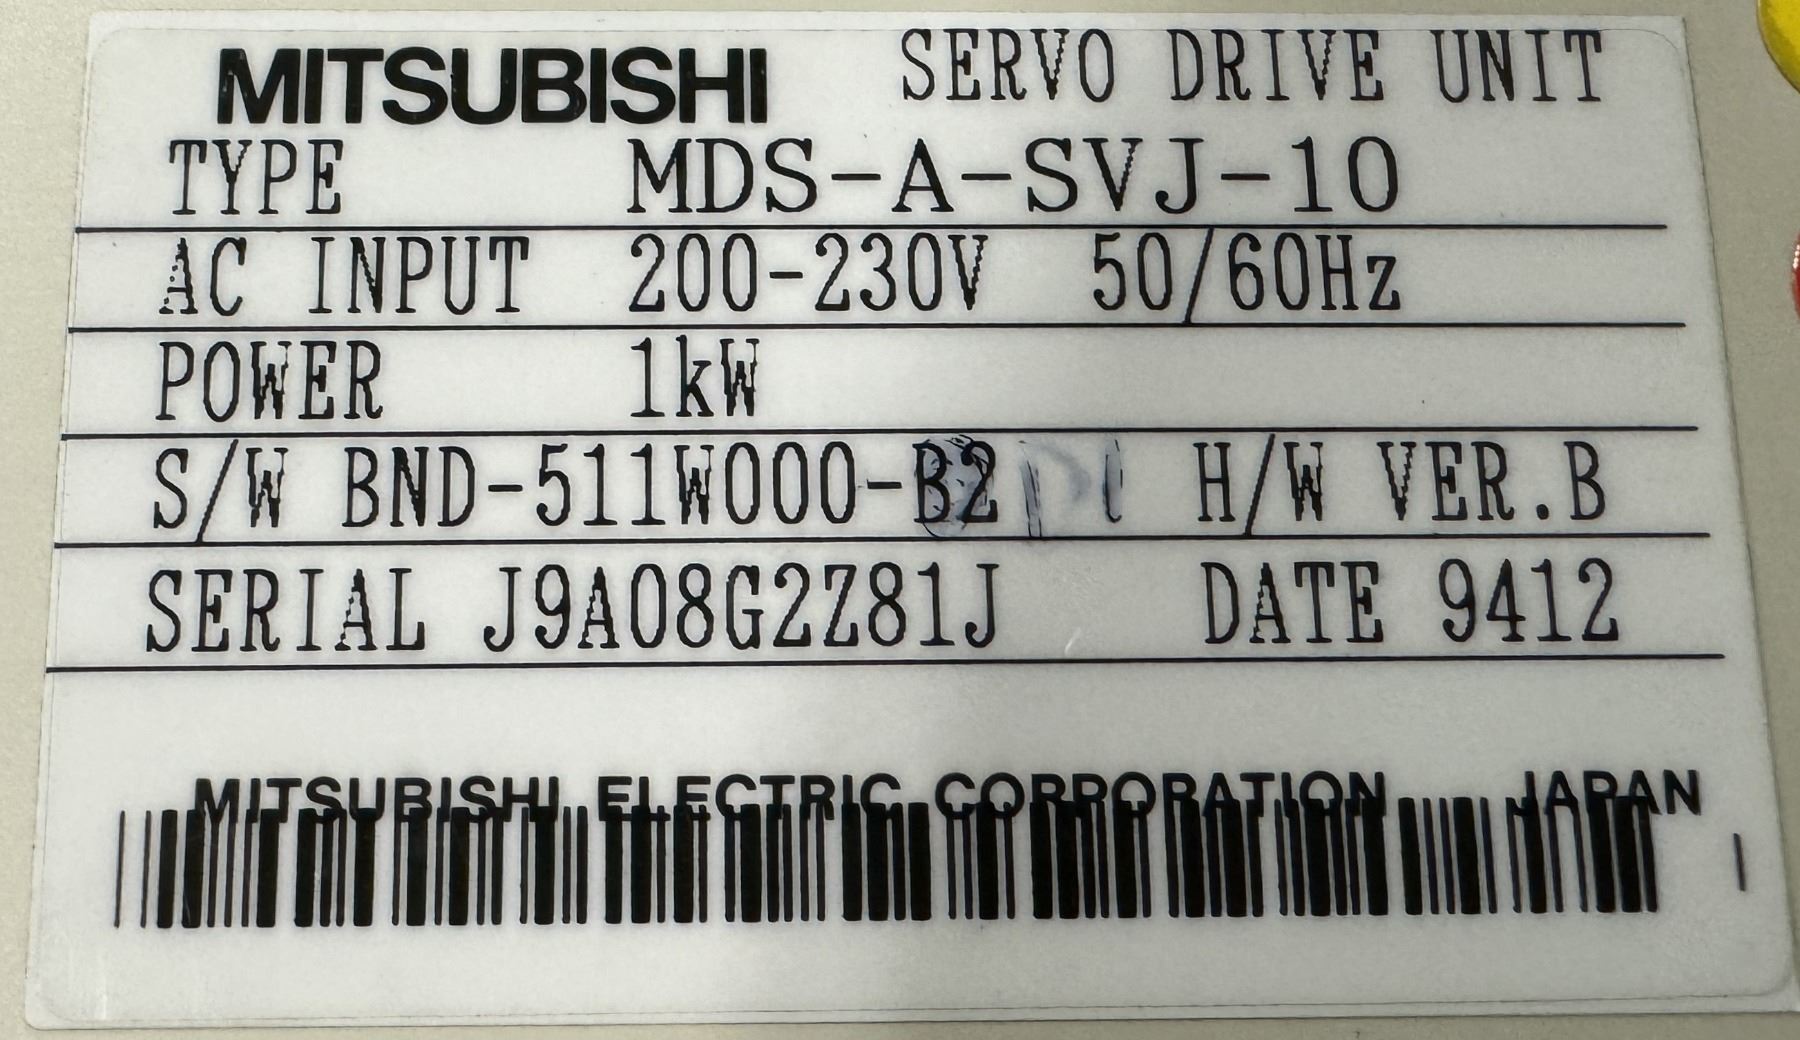 MITSUBISHI SERVO DRIVE UNIT
TYPE MDS-A-SVJ-10
AC INPUT 200-230V 50/60Hz
POWER 1kW
S/W BND-511W000-B2 H/W VER.B
SERIAL J9A08G2Z81J DATE 9412
MITSUBISHI ELECTRIC CORPORATION JAPAN